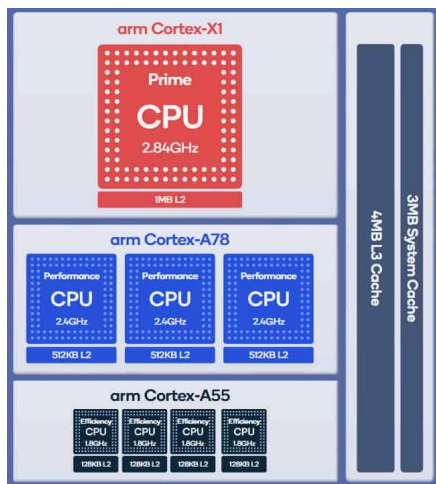 arm Cortex-X1
Prime
CPU
2.84GHz
1MB L2
arm Cortex-A78
Performance Performance Performance
CPU CPU CPU
2.4GHz 2.4GHz 2.4GHz
512KB L2 512KB L2 512KB L2
arm Cortex-A55
Efficiency Efficiency Efficiency Efficiency
CPU CPU CPU CPU
1.8GHz 1.8GHz 1.8GHz 1.8GHz
128KB L2 128KB L2 128KB L2 128KB L2
4MB L3 Cache
3MB System Cache